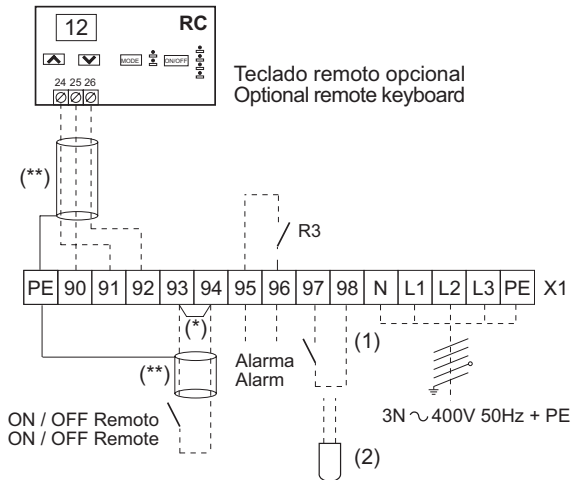 12 RC
MODE ON/OFF
24 25 26
Teclado remoto opcional
Optional remote keyboard
(**)
R3
PE 90 91 92 93 94 95 96 97 98 N L1 L2 L3 PE X1
(*)
(1)
(**)
Alarma
Alarm
ON / OFF Remoto
ON / OFF Remote
3N ~ 400V 50Hz + PE
(2)